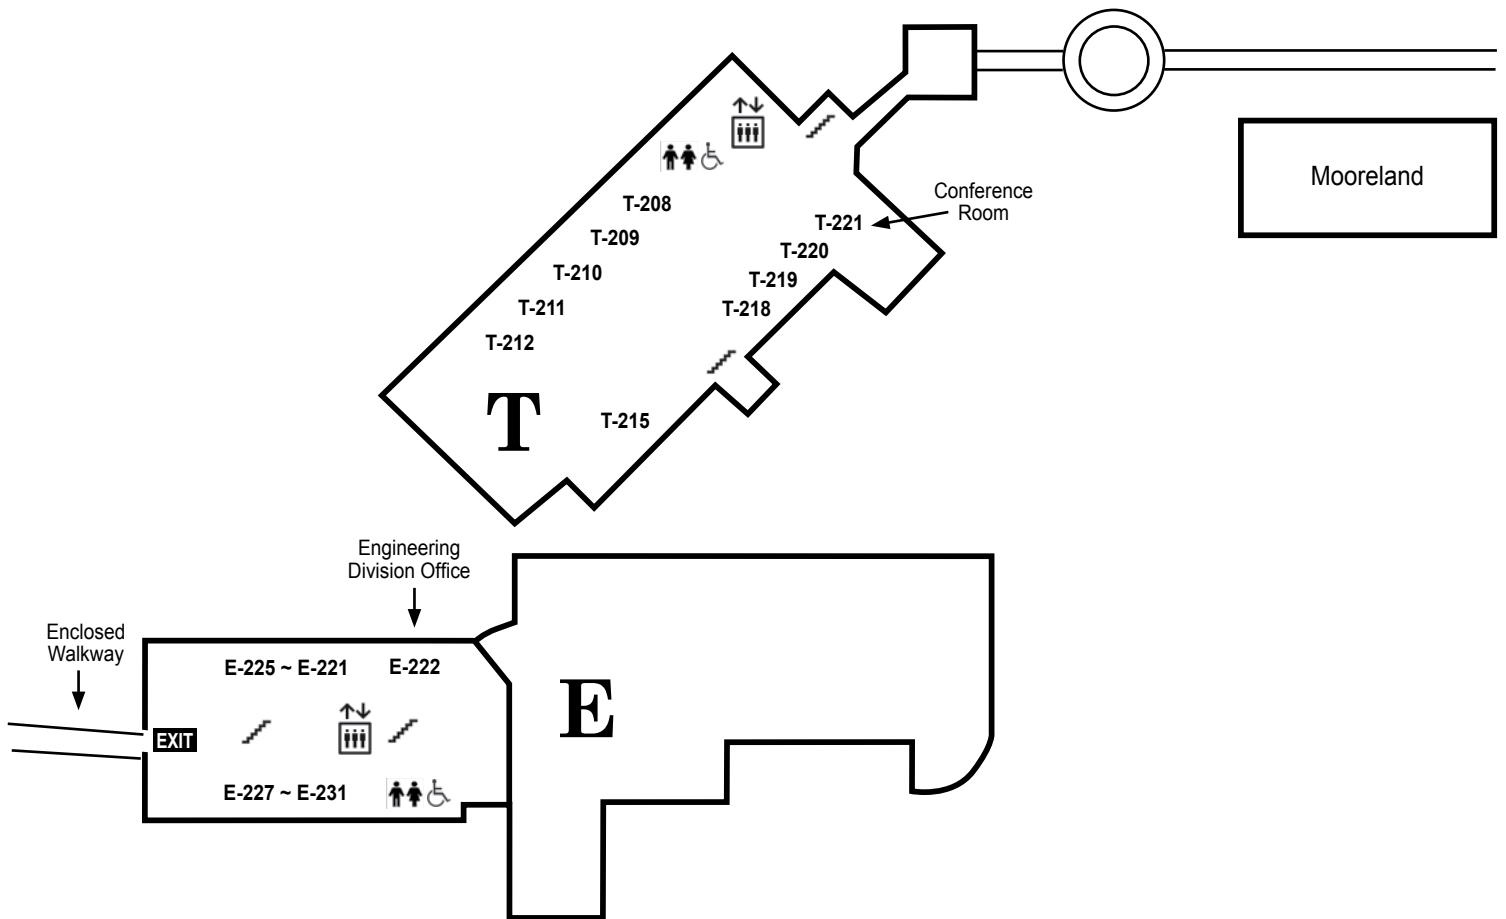 T-208
T-209
T-210
T-211
T-212
Conference
Room
T-221
T-220
T-219
T-218
T-215
T
Mooreland
Engineering
Division Office
Enclosed
Walkway
E-225 ~ E-221
E-222
EXIT
E-227 ~ E-231
E